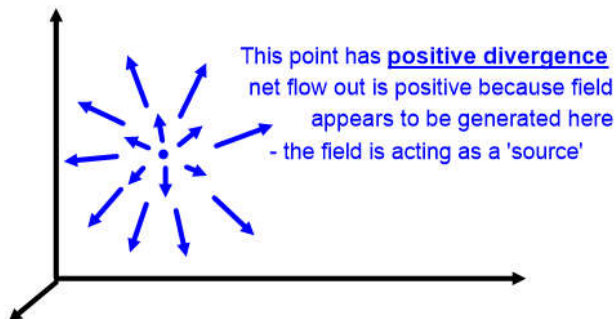 This point has positive divergence
net flow out is positive because field
appears to be generated here
- the field is acting as a 'source'